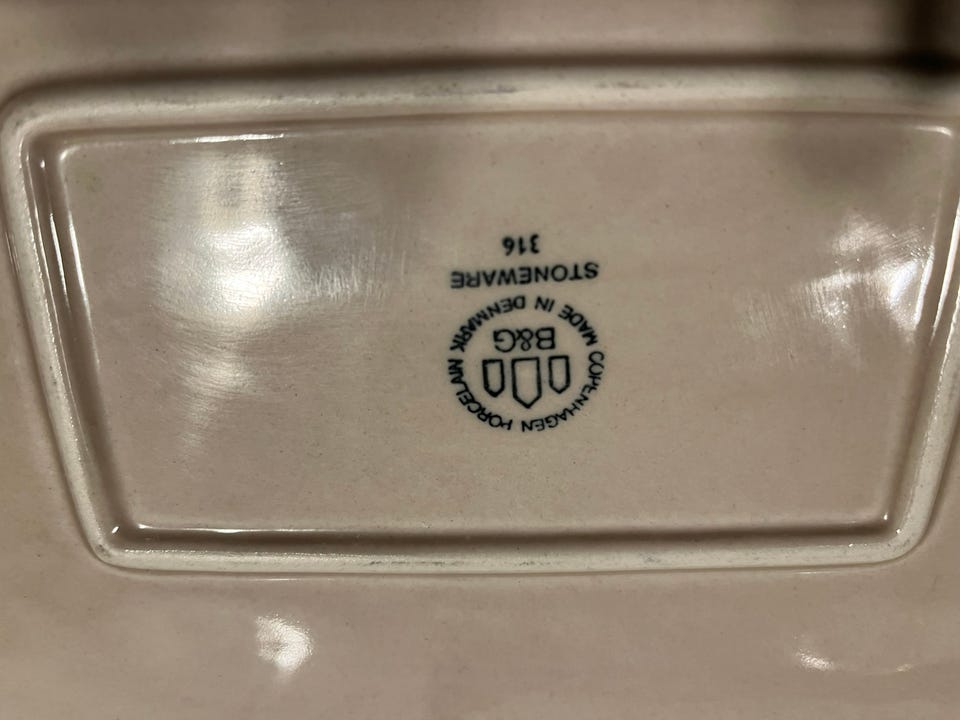 COPENHAGEN PORCELAIN
B&G
MADE IN DENMARK
STONEWARE
316